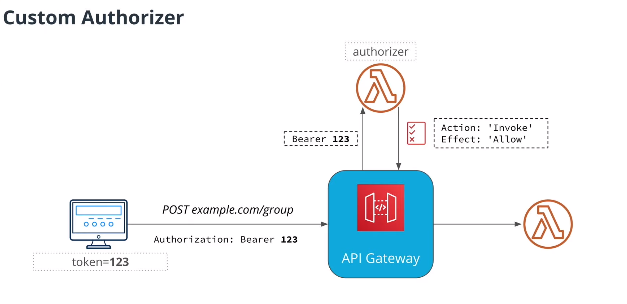 Custom Authorizer
authorizer
Bearer 123
Action: 'Invoke'
Effect: 'Allow'
POST example.com/group
Authorization: Bearer 123
token=123
API Gateway